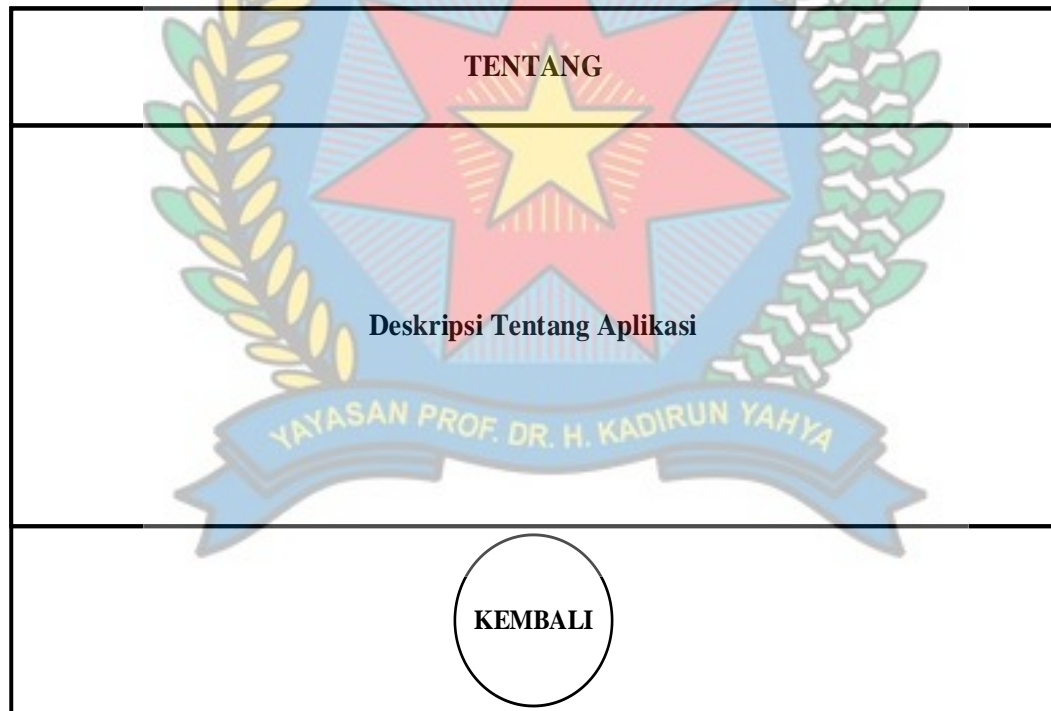 TENTANG
Deskripsi Tentang Aplikasi
YAYASAN PROF. DR. H. KADIRUN YAHYA
KEMBALI